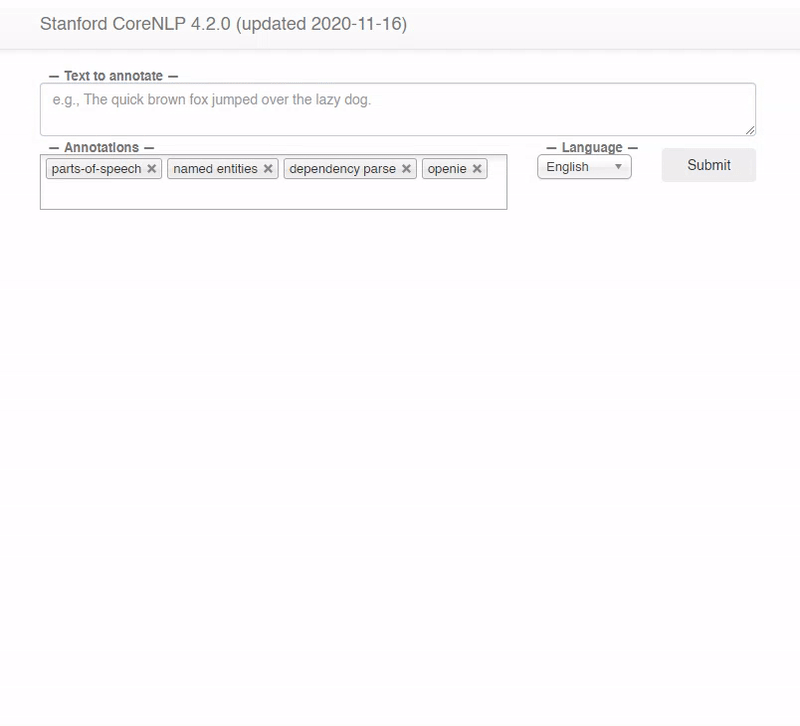 Stanford CoreNLP 4.2.0 (updated 2020-11-16)
— Text to annotate —
e.g., The quick brown fox jumped over the lazy dog.
— Annotations —
— Language —
parts-of-speech × named entities × dependency parse × openie ×
English
Submit